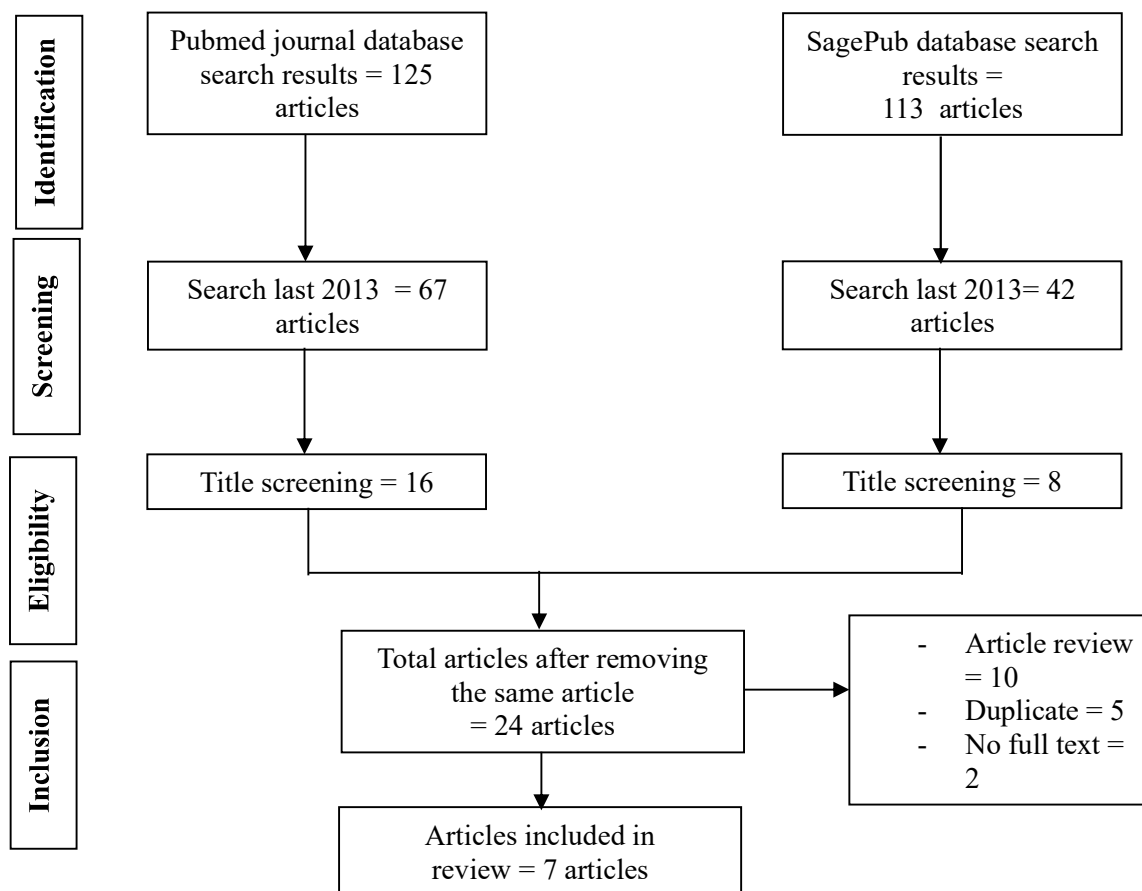 Identification
Pubmed journal database
search results = 125
articles
SagePub database search
results =
113 articles
Screening
Search last 2013 = 67
articles
Search last 2013= 42
articles
Eligibility
Title screening = 16
Title screening = 8
Inclusion
Total articles after removing
the same article
= 24 articles
- Article review
= 10
- Duplicate = 5
- No full text =
2
Articles included in
review = 7 articles